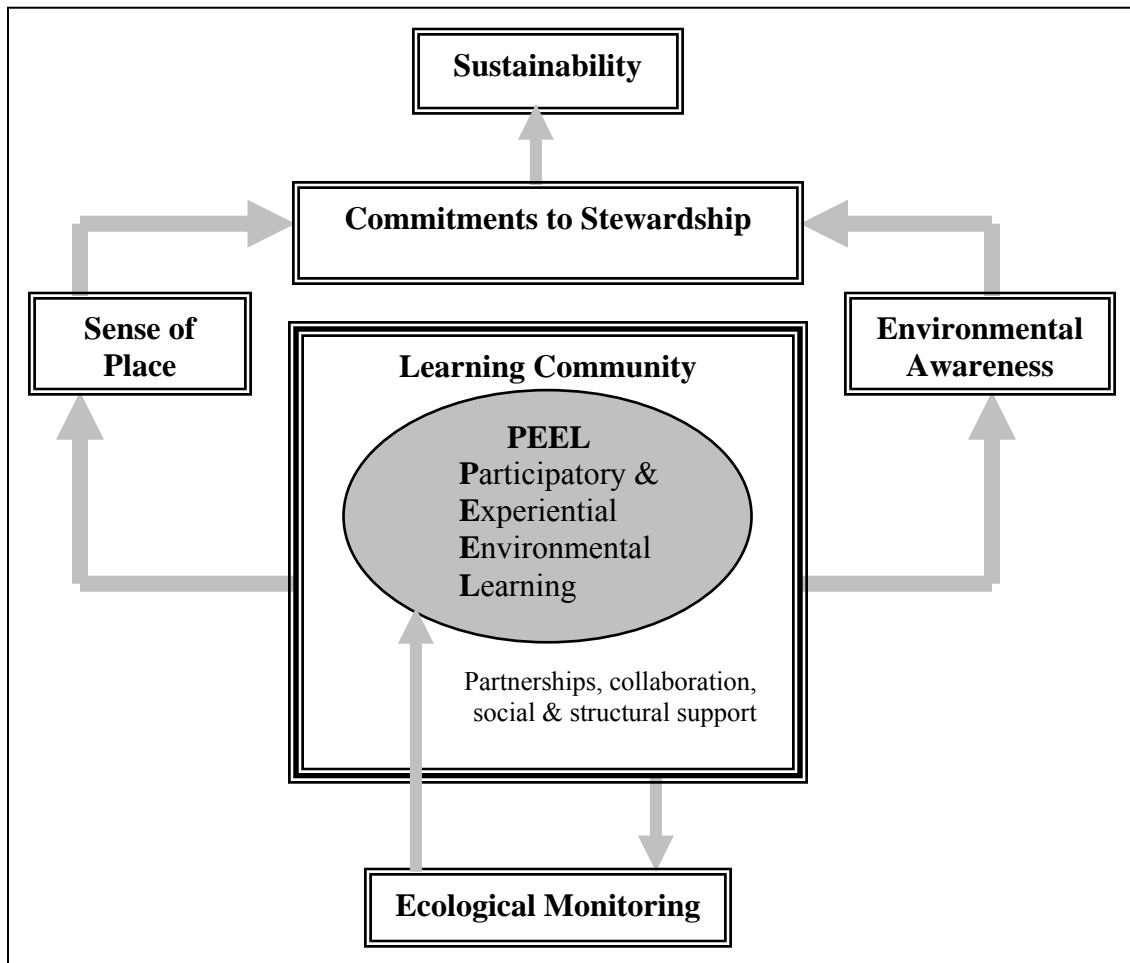 Sustainability
Commitments to Stewardship
Sense of
Place
Environmental
Awareness
Learning Community
PEEL
Participatory &
Experiential
Environmental
Learning
Partnerships, collaboration,
social & structural support
Ecological Monitoring